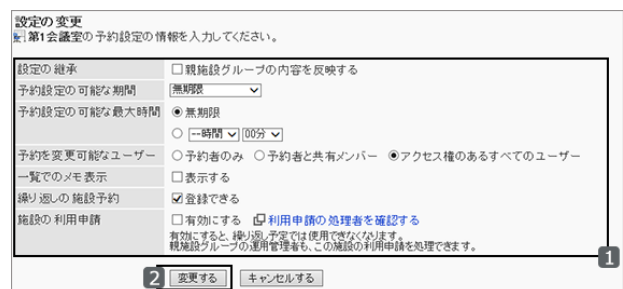 設定の変更
第1会議室の予約設定の情報を入力してください。
設定の継承 親施設グループの内容を反映する
予約設定の可能な期間 無期限
予約設定の可能な最大時間 無期限
--時間 00分
予約を変更可能なユーザー 予約者のみ 予約者と共有メンバー アクセス権のあるすべてのユーザー
一覧でのメモ表示 表示する
繰り返しの施設予約 登録できる
施設の利用申請 有効にする 利用申請の処理者を確認する
有効にすると、繰り返し予定では使用できなくなります。
親施設グループの運用管理者も、この施設の利用申請を処理できます。
1
2 変更する キャンセルする